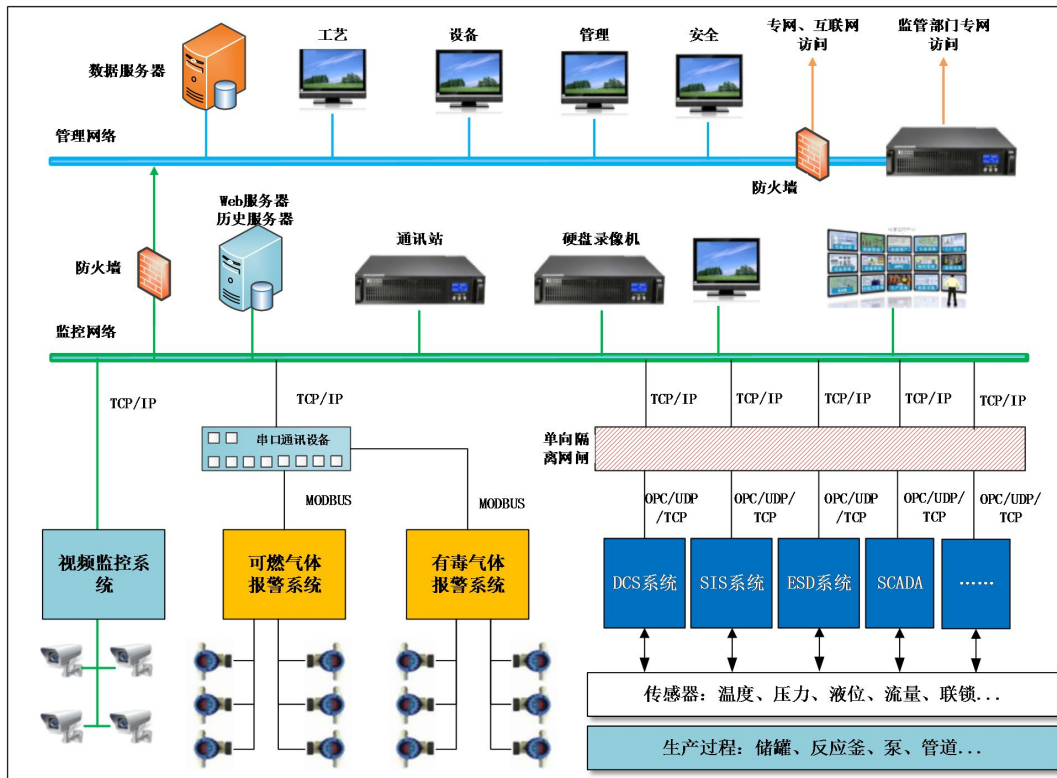 工艺
设备
管理
安全
专网、互联网
访问
监管部门专网
访问
数据服务器
管理网络
防火墙
Web服务器
历史服务器
通讯站
硬盘录像机
防火墙
监控网络
TCP/IP
TCP/IP
TCP/IP
TCP/IP
TCP/IP
TCP/IP
TCP/IP
串口通讯设备
单向隔
离网闸
MODBUS
MODBUS
OPC/UDP
/TCP
OPC/UDP/
TCP
OPC/UDP
/TCP
OPC/UDP/
TCP
OPC/UDP/
TCP
视频监控系
统
可燃气体
报警系统
有毒气体
报警系统
DCS系统
SIS系统
ESD系统
SCADA
……
传感器：温度、压力、液位、流量、联锁...
生产过程：储罐、反应釜、泵、管道...